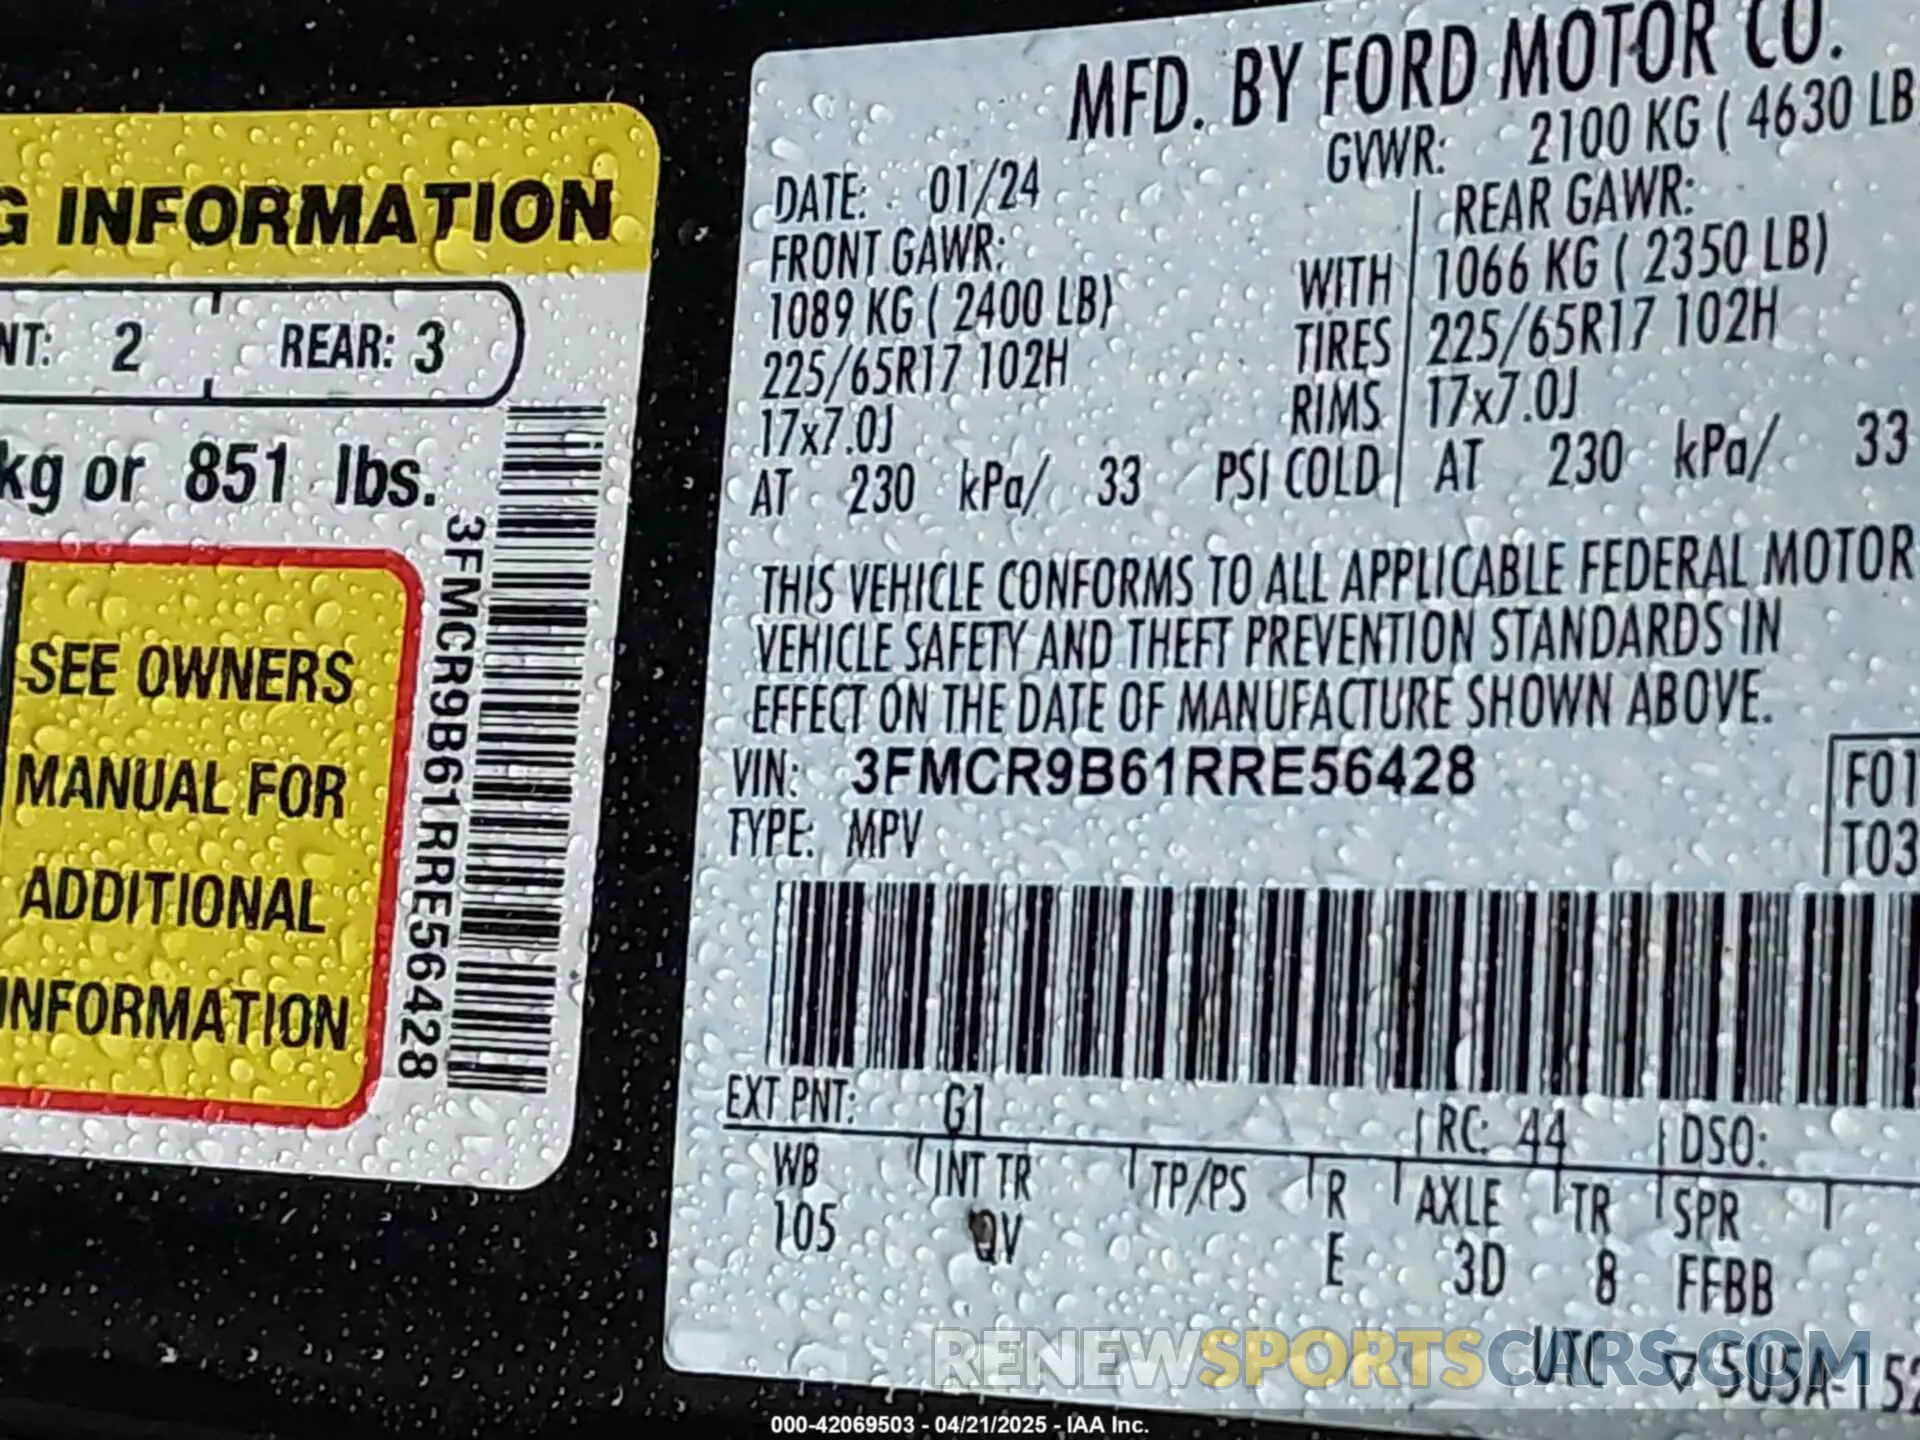 G INFORMATION
NT: 2 REAR: 3
kg or 851 lbs.
SEE OWNERS
MANUAL FOR
ADDITIONAL
INFORMATION
3FMCR9B61RRE56428
MFD. BY FORD MOTOR CO.
DATE: 01/24 GVWR: 2100 KG ( 4630 LB
FRONT GAWR: REAR GAWR:
1089 KG ( 2400 LB) WITH 1066 KG ( 2350 LB)
225/65R17 102H TIRES 225/65R17 102H
17x7.0J RIMS 17x7.0J
AT 230 kPa/ 33 PSI COLD AT 230 kPa/ 33
THIS VEHICLE CONFORMS TO ALL APPLICABLE FEDERAL MOTOR
VEHICLE SAFETY AND THEFT PREVENTION STANDARDS IN
EFFECT ON THE DATE OF MANUFACTURE SHOWN ABOVE.
VIN: 3FMCR9B61RRE56428 F01
TYPE: MPV T03
EXT PNT: G1 RC: 44 DSO:
WB INT TR TP/PS R AXLE TR SPR
105 QV E 3D 8 FFBB
UTC ▽ 5U5A-152
RENEWSPORTSCARS.COM
000-42069503 - 04/21/2025 - IAA Inc.